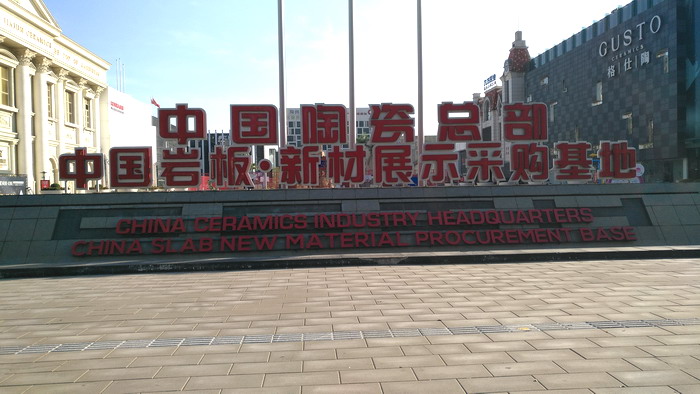 中国陶瓷总部
中国岩板·新材展示采购基地
CHINA CERAMICS INDUSTRY HEADQUARTERS
CHINA SLAB NEW MATERIAL PROCUREMENT BASE
GUSTO
CERAMICS
格仕陶